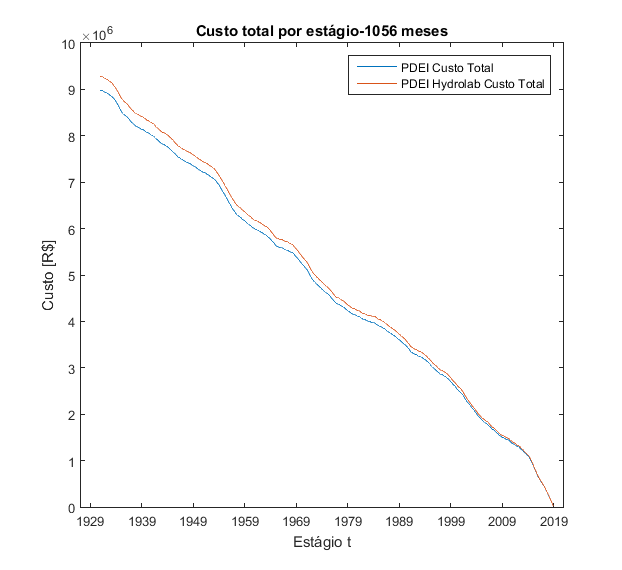 Custo total por estágio-1056 meses
×10^6
PDEI Custo Total
PDEI Hydrolab Custo Total
Custo [R$]
10
9
8
7
6
5
4
3
2
1
0
1929 1939 1949 1959 1969 1979 1989 1999 2009 2019
Estágio t